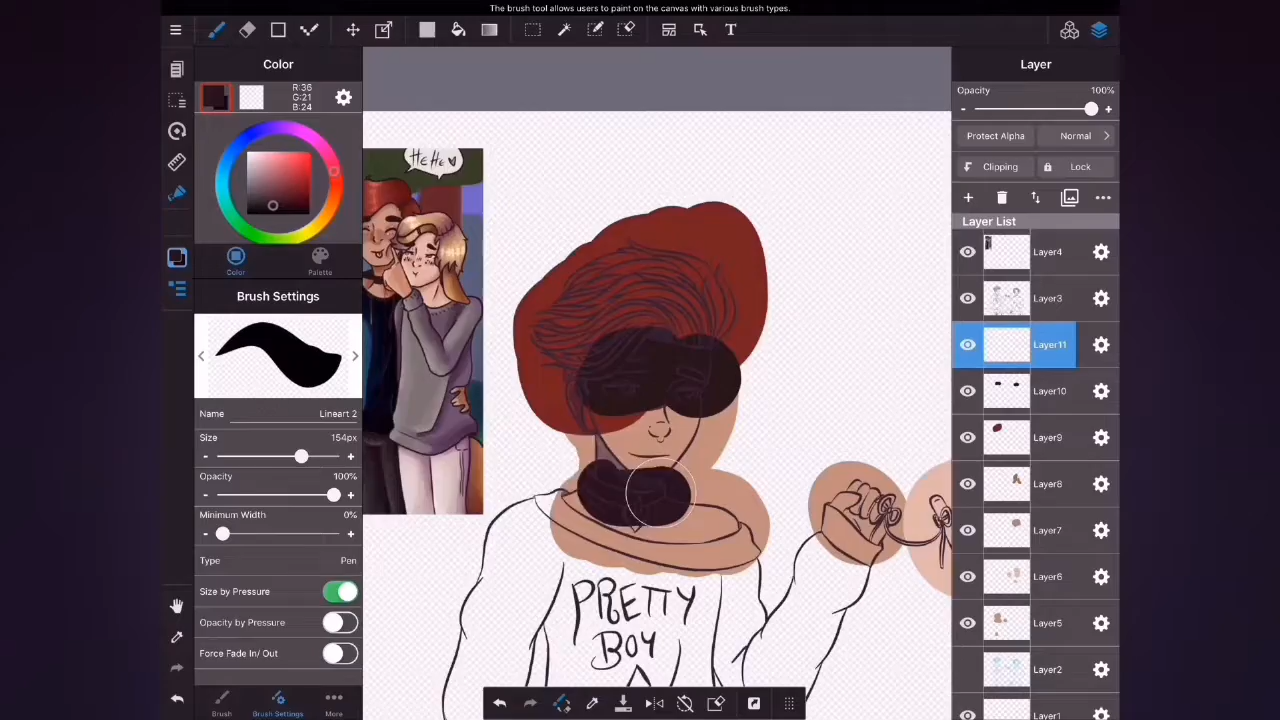 The brush tool allows users to paint on the canvas with various brush types.
T
Color
Layer
R:36
G:21
B:24
Opacity
100%
-
+
Protect Alpha
Normal
Clipping
Lock
Layer List
Layer4
Layer3
Layer11
Layer10
Layer9
Layer8
Layer7
Layer6
Layer5
Layer2
Layer1
Color
Palette
Brush Settings
Name
Lineart 2
Size
154px
-
+
Opacity
100%
-
+
Minimum Width
0%
-
+
Type
Pen
Size by Pressure
Opacity by Pressure
Force Fade In/ Out
Brush
Brush Settings
More
HeHe
PRETTY
BOY